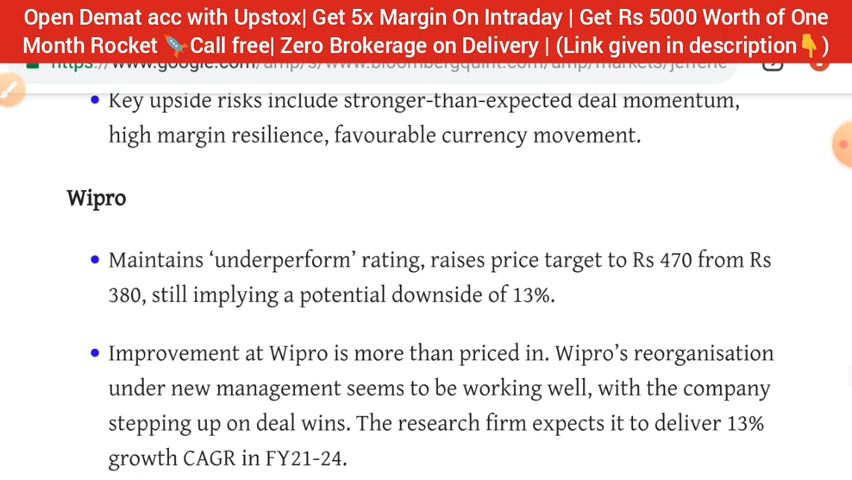 Open Demat acc with Upstox| Get 5x Margin On Intraday | Get Rs 5000 Worth of One
Month Rocket 🚀Call free| Zero Brokerage on Delivery | (Link given in description👇)
Key upside risks include stronger-than-expected deal momentum,
high margin resilience, favourable currency movement.
Wipro
Maintains ‘underperform’ rating, raises price target to Rs 470 from Rs
380, still implying a potential downside of 13%.
Improvement at Wipro is more than priced in. Wipro’s reorganisation
under new management seems to be working well, with the company
stepping up on deal wins. The research firm expects it to deliver 13%
growth CAGR in FY21-24.